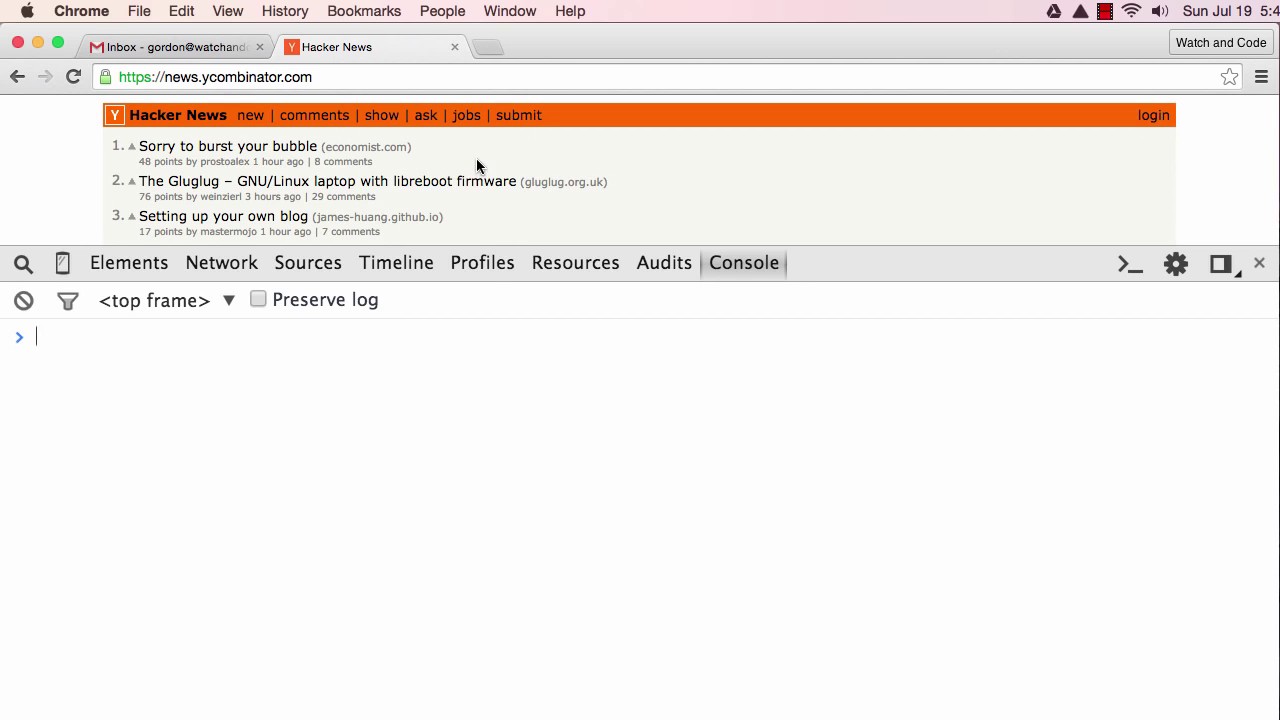 Chrome File Edit View History Bookmarks People Window Help Sun Jul 19 5:4
Inbox - gordon@watchand Hacker News Watch and Code
https://news.ycombinator.com
Y Hacker News new | comments | show | ask | jobs | submit login
1. Sorry to burst your bubble (economist.com)
48 points by prostoalex 1 hour ago | 8 comments
2. The Gluglug – GNU/Linux laptop with libreboot firmware (gluglug.org.uk)
76 points by weinzierl 3 hours ago | 29 comments
3. Setting up your own blog (james-huang.github.io)
17 points by mastermojo 1 hour ago | 7 comments
Elements Network Sources Timeline Profiles Resources Audits Console
<top frame> ▼ Preserve log
>